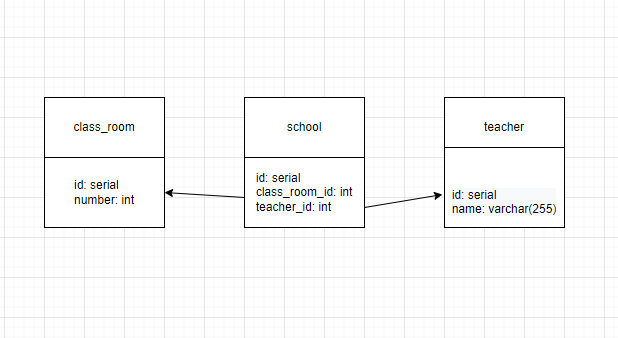 class_room
id: serial
number: int
school
id: serial
class_room_id: int
teacher_id: int
teacher
id: serial
name: varchar(255)